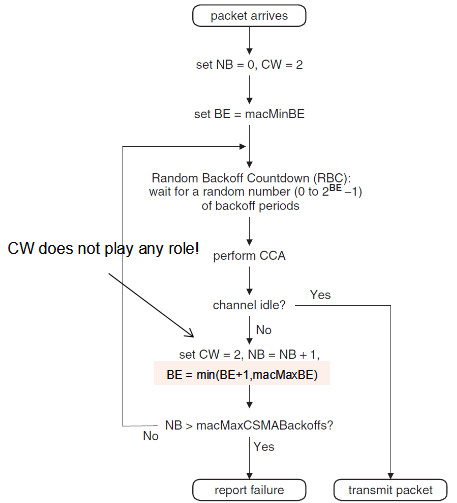 packet arrives
set NB = 0, CW = 2
set BE = macMinBE
Random Backoff Countdown (RBC):
wait for a random number (0 to 2^BE −1)
of backoff periods
CW does not play any role!
perform CCA
channel idle?
Yes
No
set CW = 2, NB = NB + 1,
BE = min(BE+1,macMaxBE)
NB > macMaxCSMABackoffs?
No
Yes
report failure
transmit packet